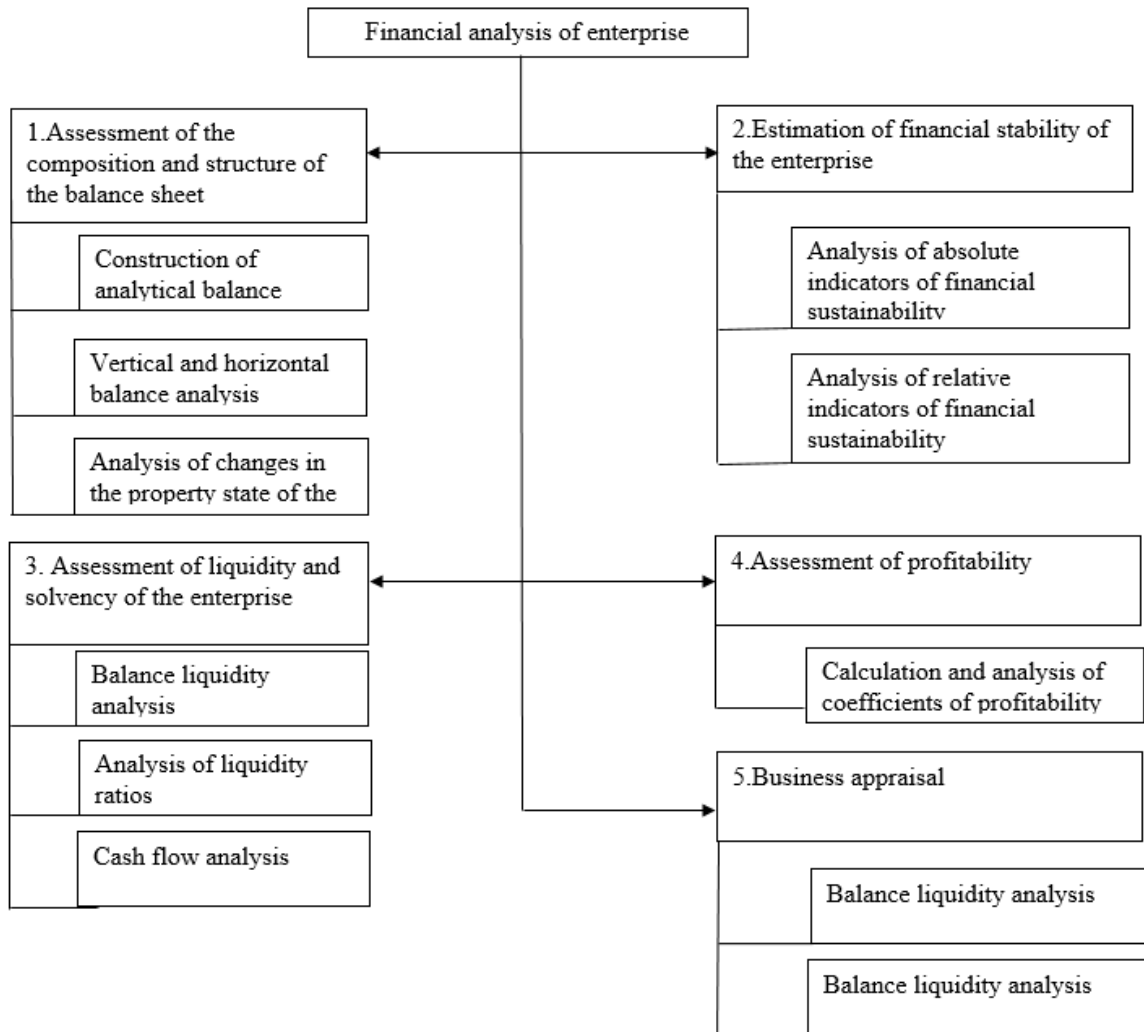 Financial analysis of enterprise
1.Assessment of the
composition and structure of
the balance sheet
Construction of
analytical balance
Vertical and horizontal
balance analysis
Analysis of changes in
the property state of the
2.Estimation of financial stability of
the enterprise
Analysis of absolute
indicators of financial
sustainability
Analysis of relative
indicators of financial
sustainability
3. Assessment of liquidity and
solvency of the enterprise
Balance liquidity
analysis
Analysis of liquidity
ratios
Cash flow analysis
4.Assessment of profitability
Calculation and analysis of
coefficients of profitability
5.Business appraisal
Balance liquidity analysis
Balance liquidity analysis